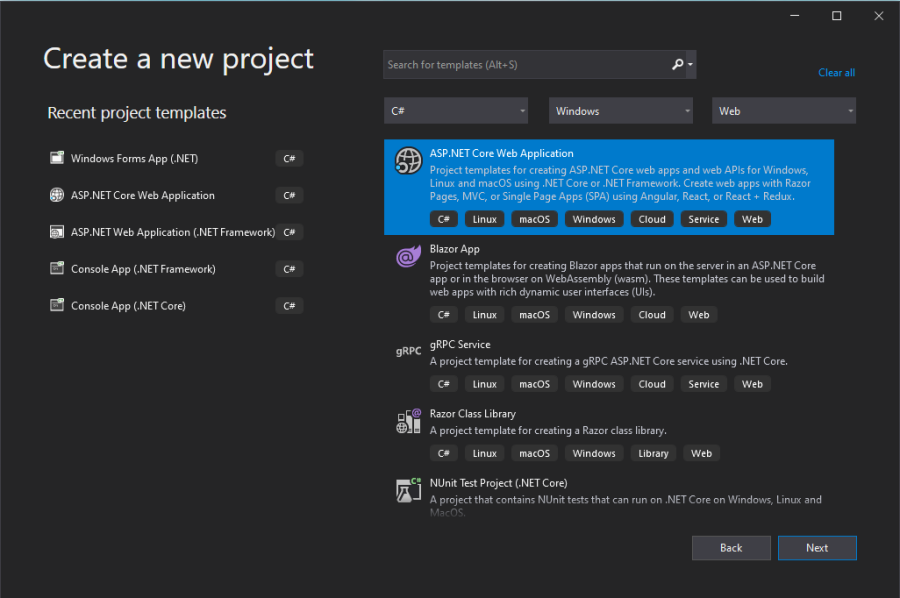 Create a new project
Recent project templates
Windows Forms App (.NET) C#
ASP.NET Core Web Application C#
ASP.NET Web Application (.NET Framework) C#
Console App (.NET Framework) C#
Console App (.NET Core) C#
Search for templates (Alt+S)
Clear all
C# Windows Web
ASP.NET Core Web Application
Project templates for creating ASP.NET Core web apps and web APIs for Windows,
Linux and macOS using .NET Core or .NET Framework. Create web apps with Razor
Pages, MVC, or Single Page Apps (SPA) using Angular, React, or React + Redux.
C# Linux macOS Windows Cloud Service Web
Blazor App
Project templates for creating Blazor apps that run on the server in an ASP.NET Core
app or in the browser on WebAssembly (wasm). These templates can be used to build
web apps with rich dynamic user interfaces (UIs).
C# Linux macOS Windows Cloud Web
gRPC gRPC Service
A project template for creating a gRPC ASP.NET Core service using .NET Core.
C# Linux macOS Windows Cloud Service Web
Razor Class Library
A project template for creating a Razor class library.
C# Linux macOS Windows Library Web
C# NUnit Test Project (.NET Core)
A project that contains NUnit tests that can run on .NET Core on Windows, Linux and
MacOS.
Back Next